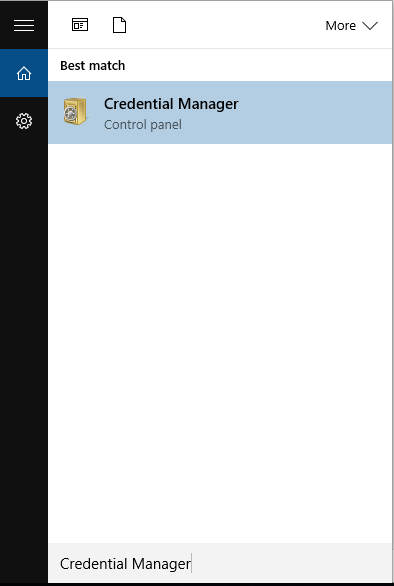 More
Best match
Credential Manager
Control panel
Credential Manager